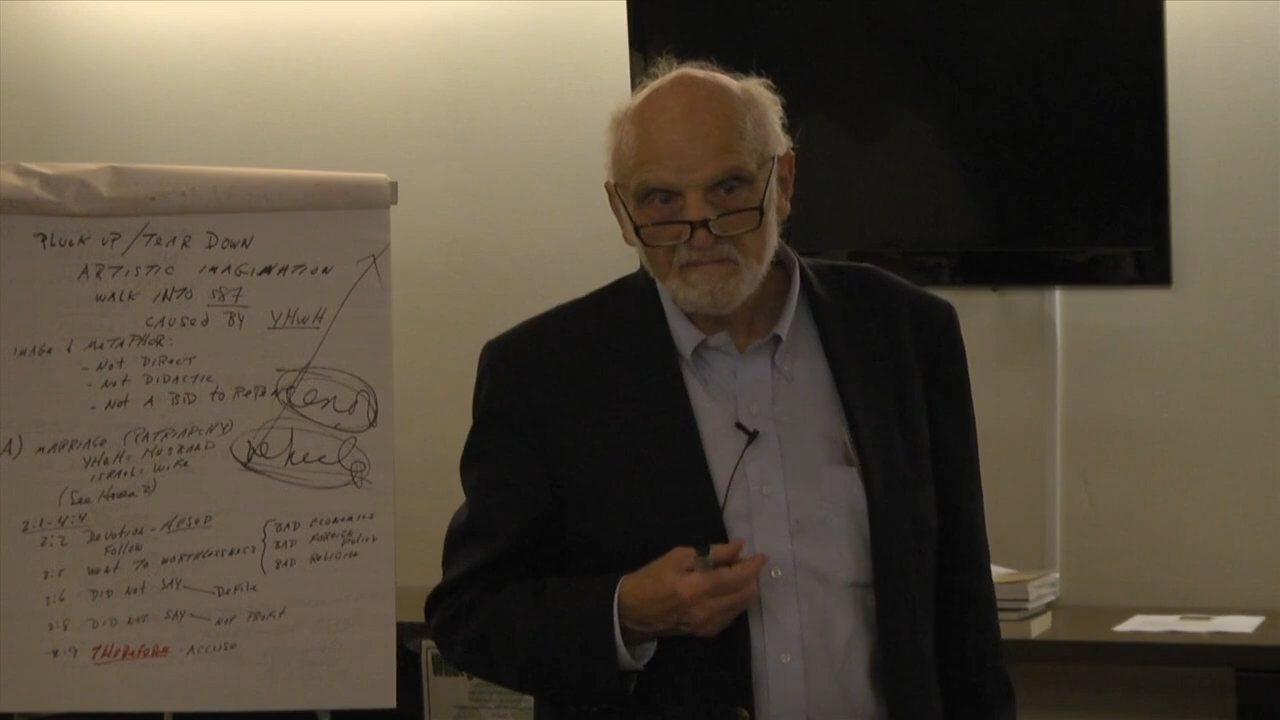 PLUCK UP/TEAR DOWN
ARTISTIC IMAGINATION
WALK INTO 587
CAUSED BY YHWH
IMAGE & METAPHOR:
- NOT DIRECT
- NOT DIDACTIC
- NOT A BID TO REPENT
A) MARRIAGE (PATRIARCHY)
YHWH: HUSBAND
ISRAEL: WIFE
(See Hosea 2)
2:1-4:4
2:2 DEVOTION - HESED
FOLLOW
2:5 WENT TO WORTHLESSNESS
BAD ECONOMICS
BAD FOREIGN POLICY
BAD RELIGION
2:6 DID NOT SAY DEFILE
2:8 DID NOT SAY NOT PROFIT
2:9 THEREFORE - ACCUSE